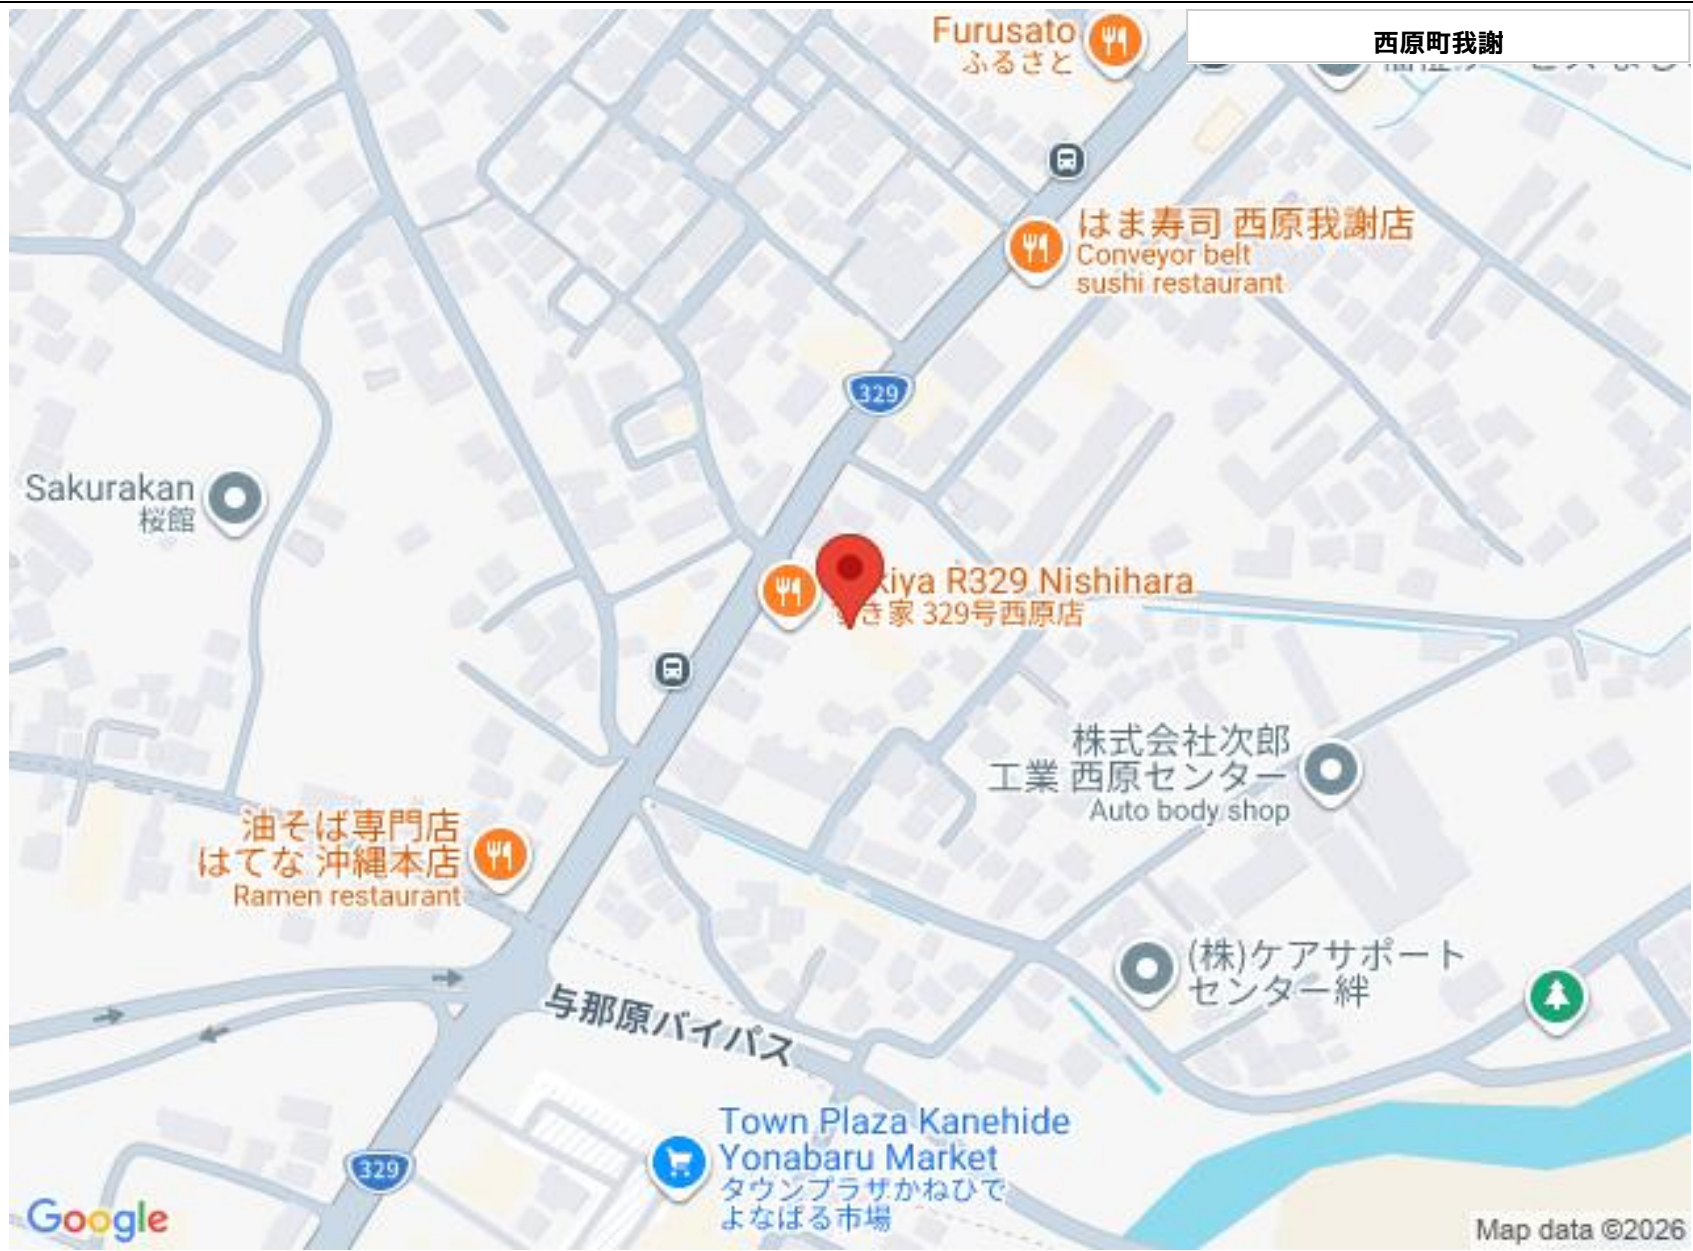 西原町我謝
Furusato
ふるさと
はま寿司 西原我謝店
Conveyor belt
sushi restaurant
329
Sakurakan
桜館
kiya R329 Nishihara
き家 329号西原店
株式会社次郎
工業 西原センター
Auto body shop
油そば専門店
はてな 沖縄本店
Ramen restaurant
(株)ケアサポート
センター絆
与那原バイパス
Town Plaza Kanehide
Yonabaru Market
タウンプラザかねひで
よなばる市場
329
Google
Map data ©2026